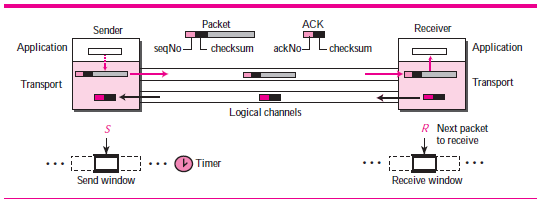 Sender
Packet
ACK
Receiver
Application
seqNo
checksum
ackNo
checksum
Application
Transport
Transport
Logical channels
S
R Next packet
to receive
Timer
Send window
Receive window